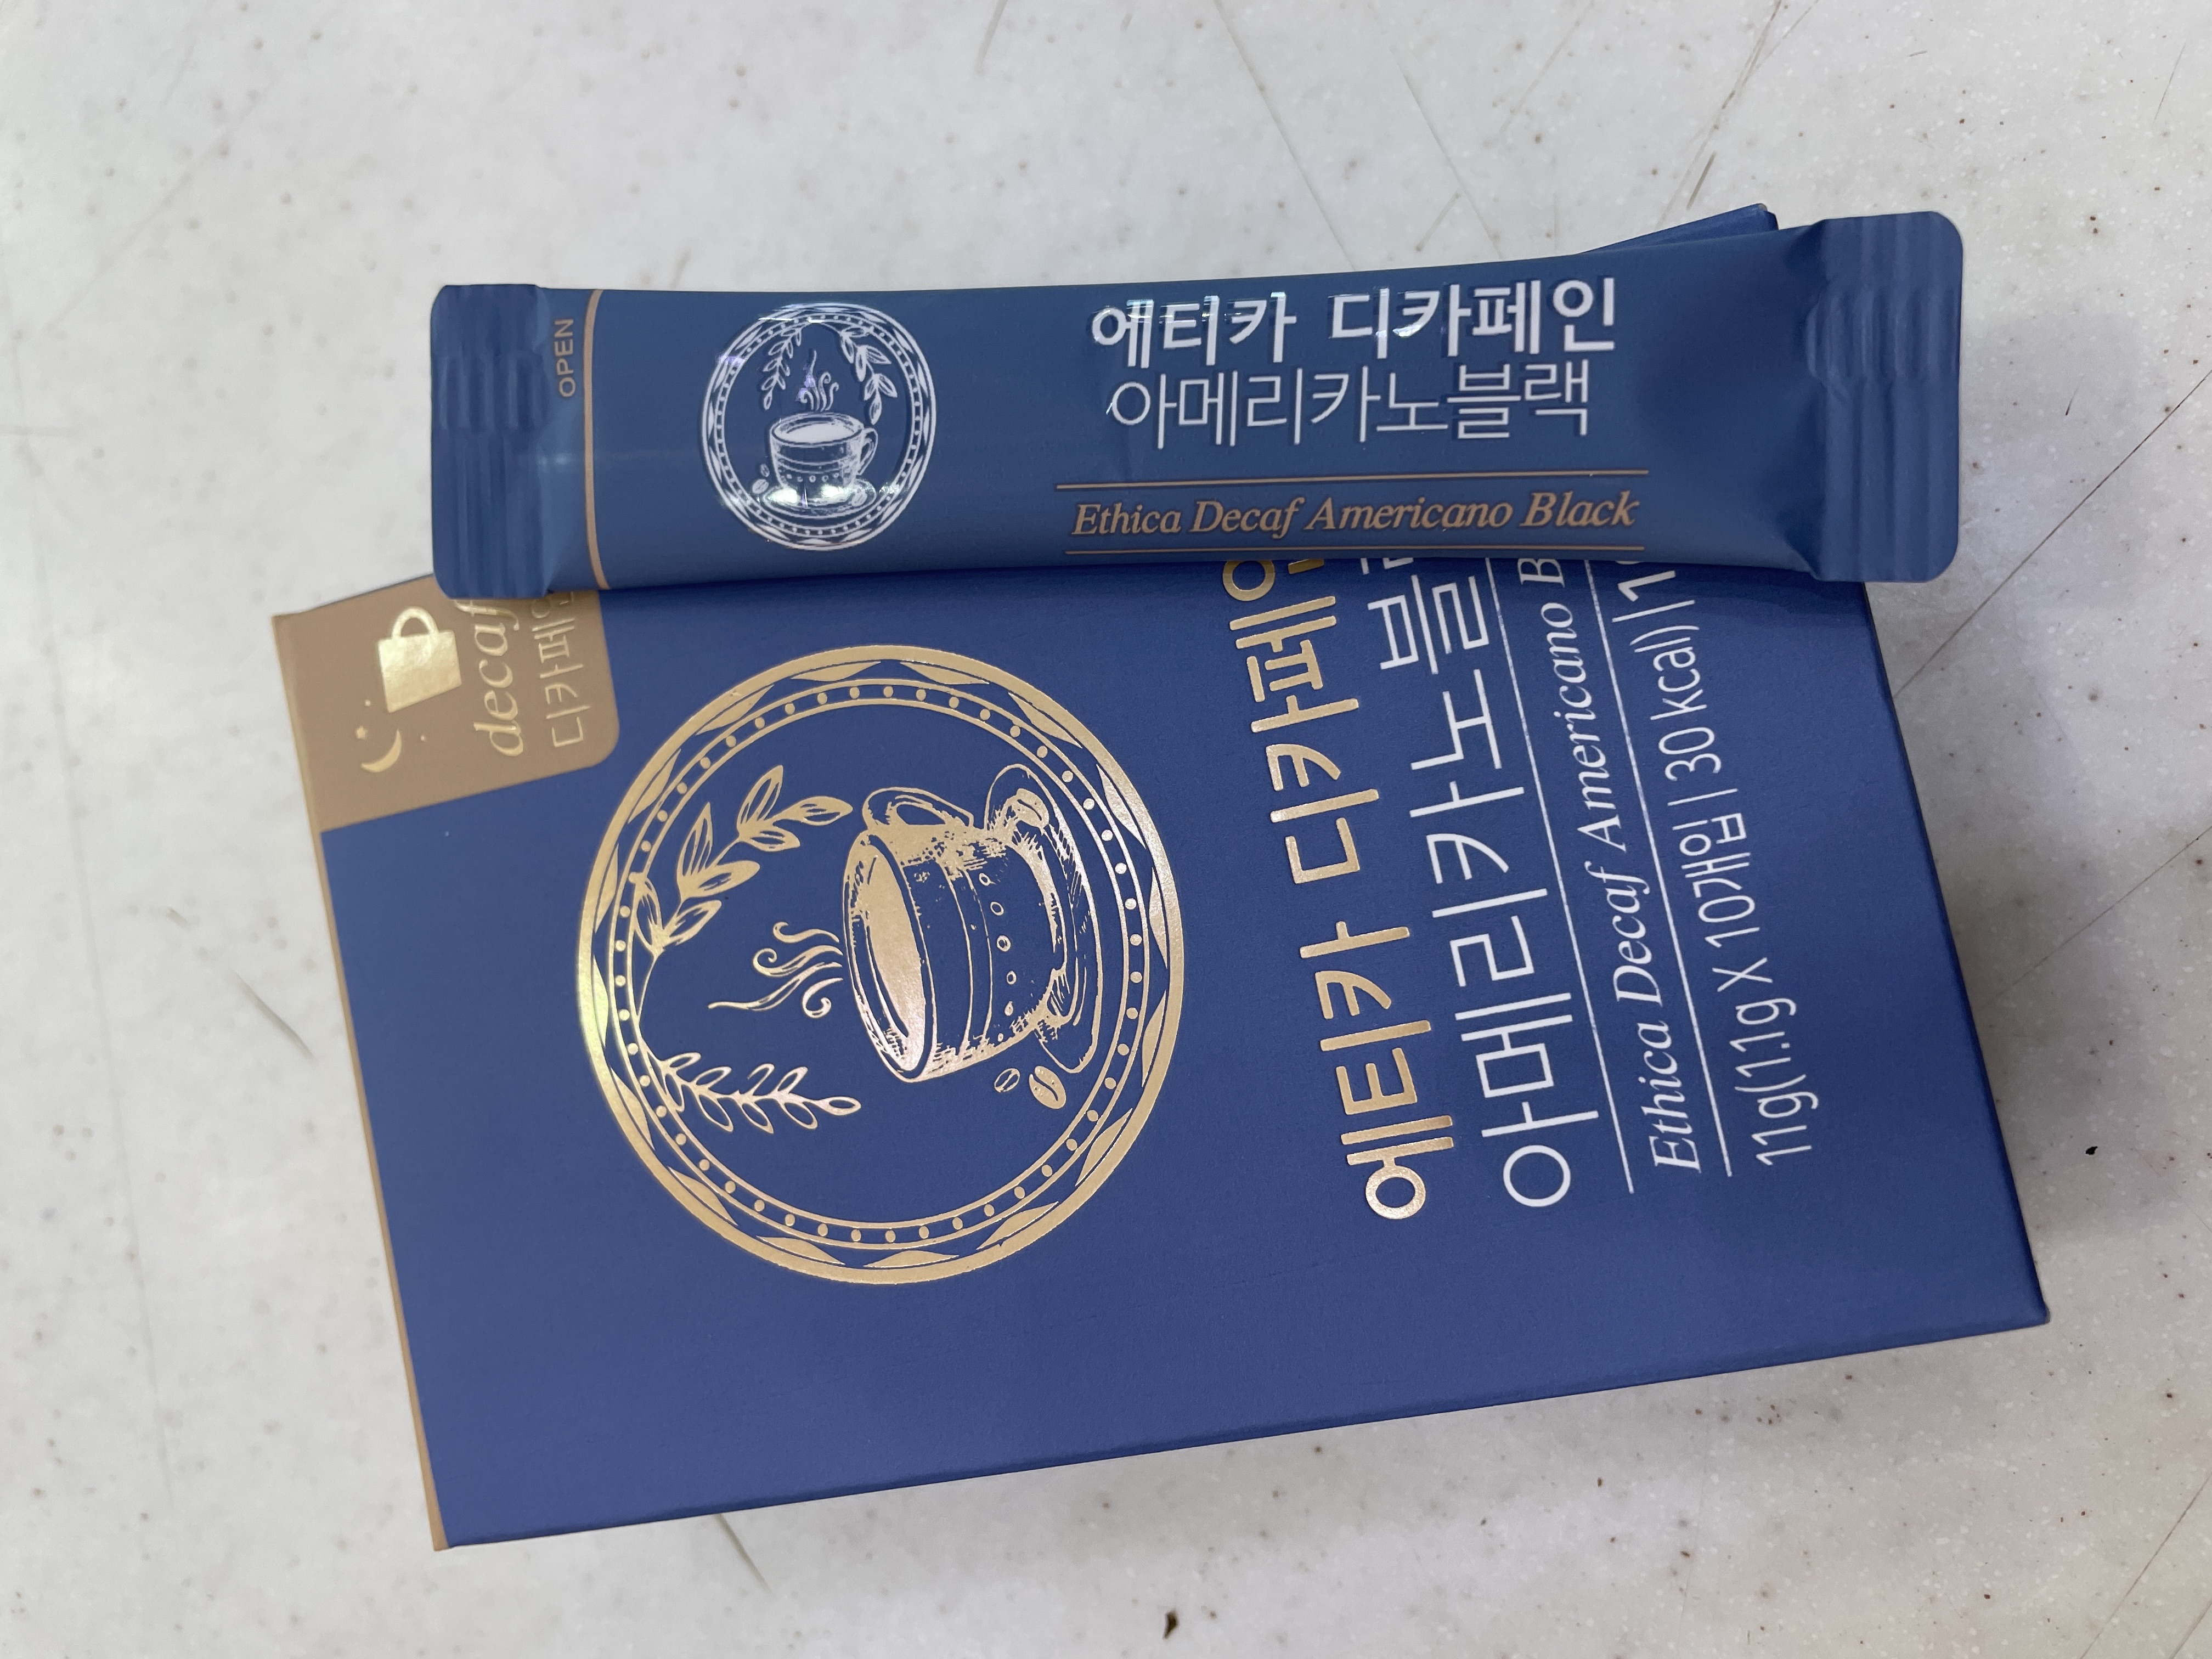 OPEN
에티카 디카페인
아메리카노블랙
Ethica Decaf Americano Black
decaf
디카페
에티카 디카페
아메리카노블
Ethica Decaf Americano B
11g(1.1g X 10개입 | 30 kcal) | 1